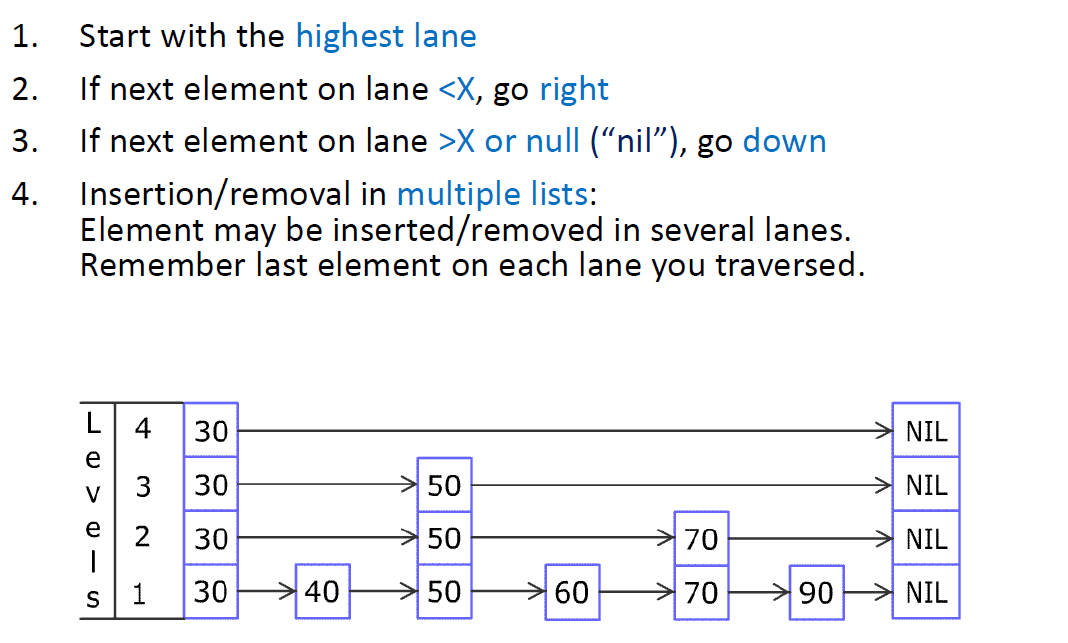 1. Start with the highest lane
2. If next element on lane <X, go right
3. If next element on lane >X or null (“nil”), go down
4. Insertion/removal in multiple lists:
Element may be inserted/removed in several lanes.
Remember last element on each lane you traversed.
Levels
4 30 NIL
3 30 50 NIL
2 30 50 70 NIL
1 30 40 50 60 70 90 NIL